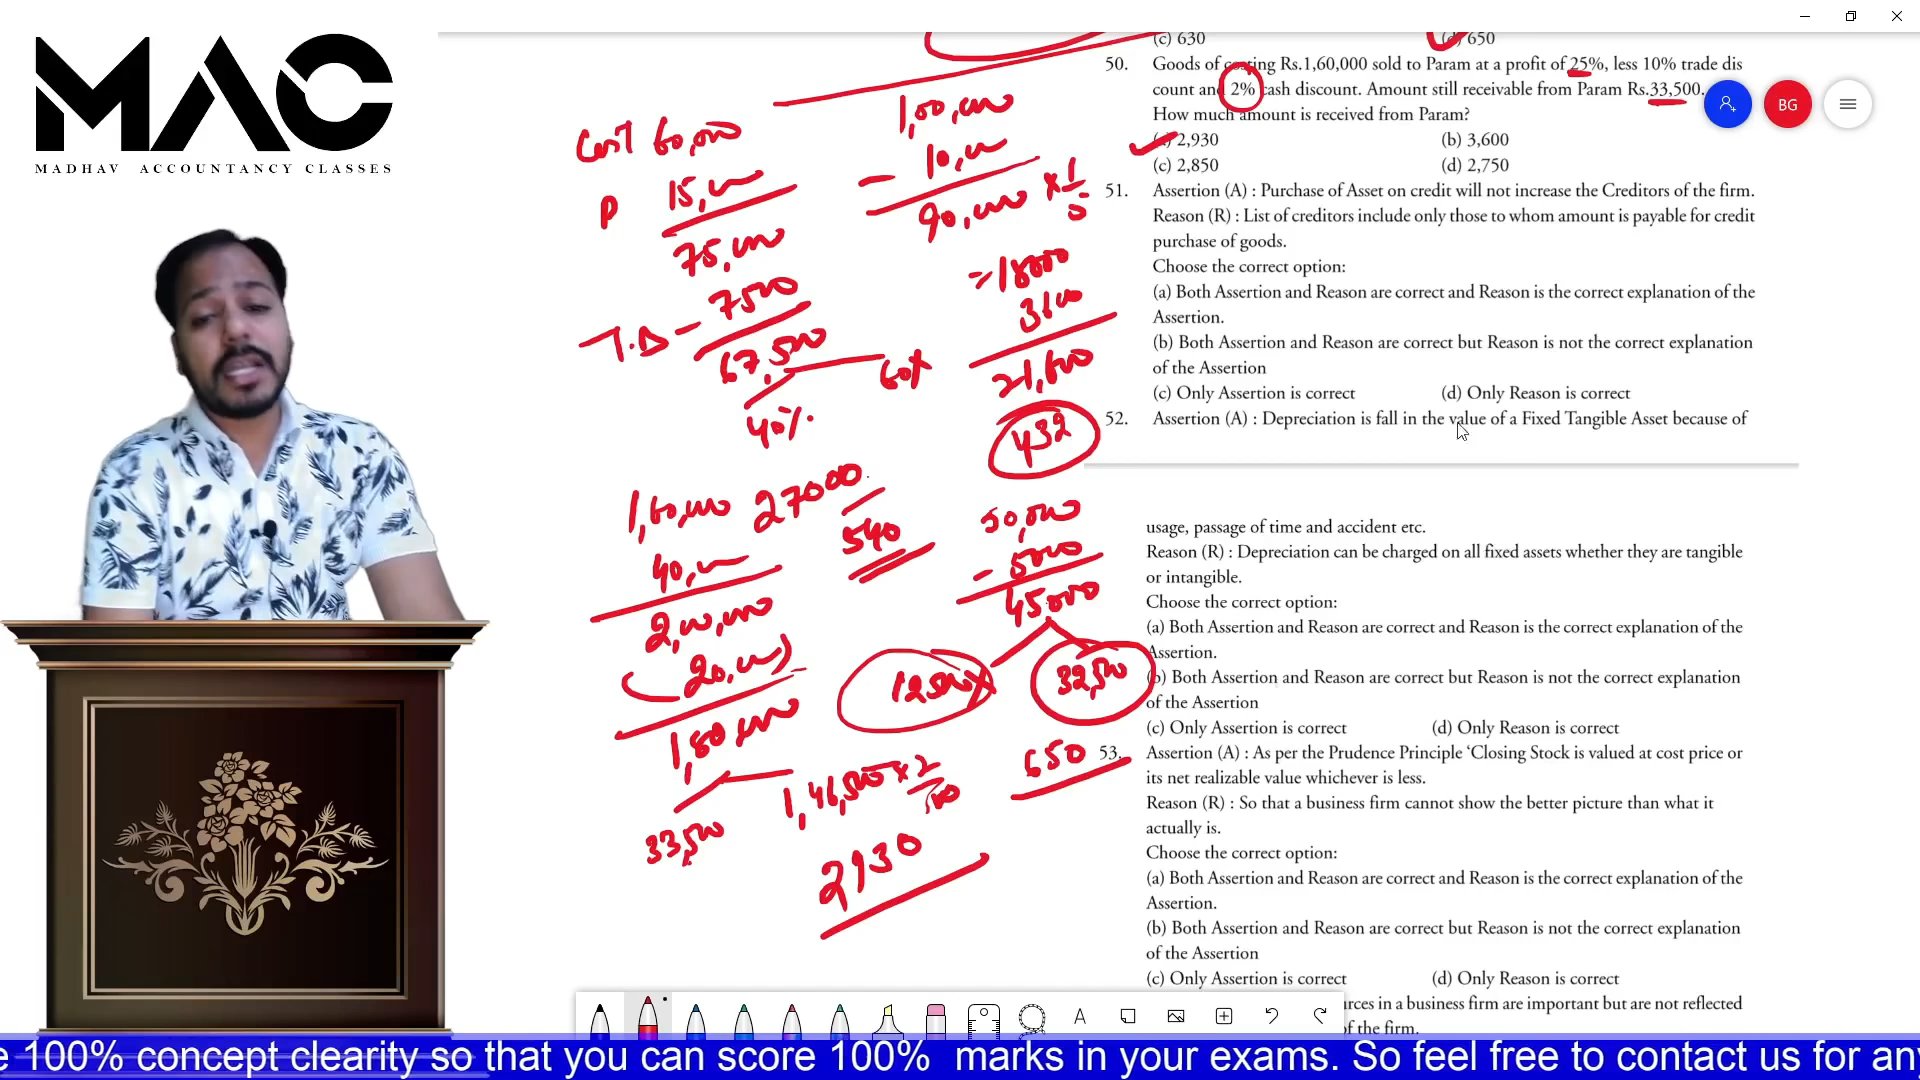 MAC
MADHAV ACCOUNTANCY CLASSES
BG
(c) 630 (d) 650
50. Goods of costing Rs.1,60,000 sold to Param at a profit of 25%, less 10% trade dis
count and 2% cash discount. Amount still receivable from Param Rs.33,500.
How much amount is received from Param?
2,930 (b) 3,600
(c) 2,850 (d) 2,750
51. Assertion (A) : Purchase of Asset on credit will not increase the Creditors of the firm.
Reason (R) : List of creditors include only those to whom amount is payable for credit
purchase of goods.
Choose the correct option:
(a) Both Assertion and Reason are correct and Reason is the correct explanation of the
Assertion.
(b) Both Assertion and Reason are correct but Reason is not the correct explanation
of the Assertion
(c) Only Assertion is correct (d) Only Reason is correct
52. Assertion (A) : Depreciation is fall in the value of a Fixed Tangible Asset because of
usage, passage of time and accident etc.
Reason (R) : Depreciation can be charged on all fixed assets whether they are tangible
or intangible.
Choose the correct option:
(a) Both Assertion and Reason are correct and Reason is the correct explanation of the
Assertion.
(b) Both Assertion and Reason are correct but Reason is not the correct explanation
of the Assertion
(c) Only Assertion is correct (d) Only Reason is correct
53. Assertion (A) : As per the Prudence Principle ‘Closing Stock is valued at cost price or
its net realizable value whichever is less.
Reason (R) : So that a business firm cannot show the better picture than what it
actually is.
Choose the correct option:
(a) Both Assertion and Reason are correct and Reason is the correct explanation of the
Assertion.
(b) Both Assertion and Reason are correct but Reason is not the correct explanation
of the Assertion
(c) Only Assertion is correct (d) Only Reason is correct
urces in a business firm are important but are not reflected
of the firm.
Cost 60,000
P 15,000
75,000
T.D - 7500
67,500
60%
40%
1,00,000
- 10,000
90,000 × 1/5
= 18000
3600
21,600
432
1,60,000
40,000
2,00,000
(20,000)
1,80,000
33,500
1,46,500 × 2/100
2930
27000
540
50,000
- 5000
45000
12500 ×
32,500
650
e 100% concept clarity so that you can score 100% marks in your exams. So feel free to contact us for any